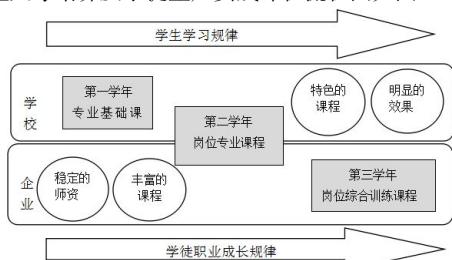 学生学习规律
学校
第一学年
专业基础课
第二学年
岗位专业课程
特色的
课程
明显的
效果
企业
稳定的
师资
丰富的
课程
第三学年
岗位综合训练课程
学徒职业成长规律